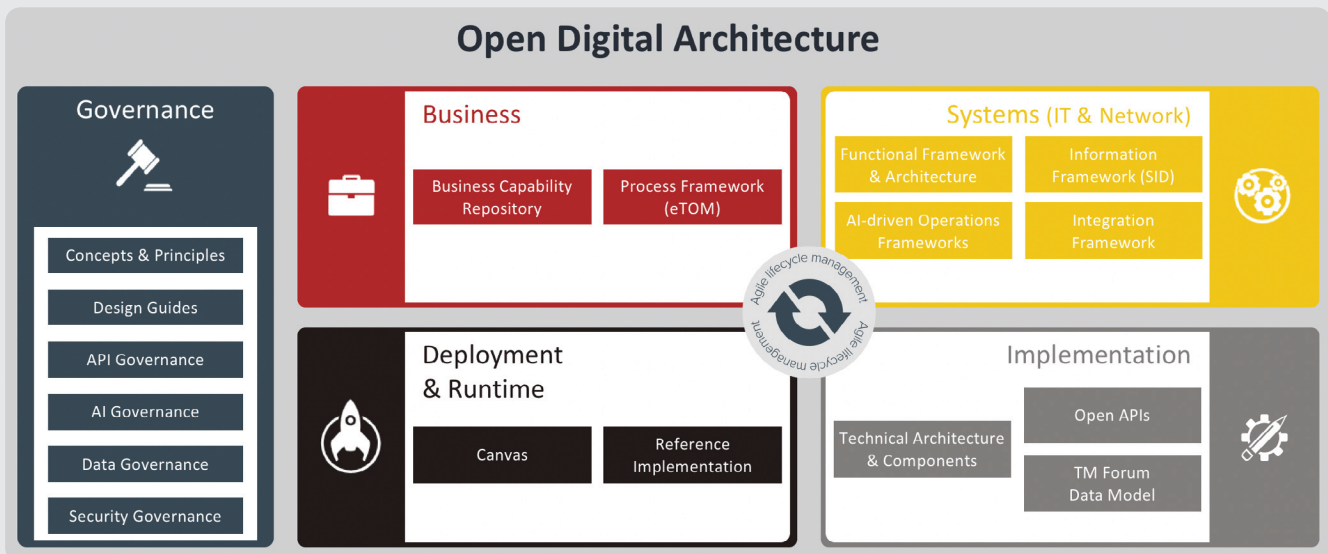 Open Digital Architecture
Governance
Concepts & Principles
Design Guides
API Governance
AI Governance
Data Governance
Security Governance
Business
Business Capability
Repository
Process Framework
(eTOM)
Systems (IT & Network)
Functional Framework
& Architecture
Information
Framework (SID)
AI-driven Operations
Frameworks
Integration
Framework
Agile lifecycle management
Agile lifecycle management
Deployment
& Runtime
Canvas
Reference
Implementation
Implementation
Technical Architecture
& Components
Open APIs
TM Forum
Data Model